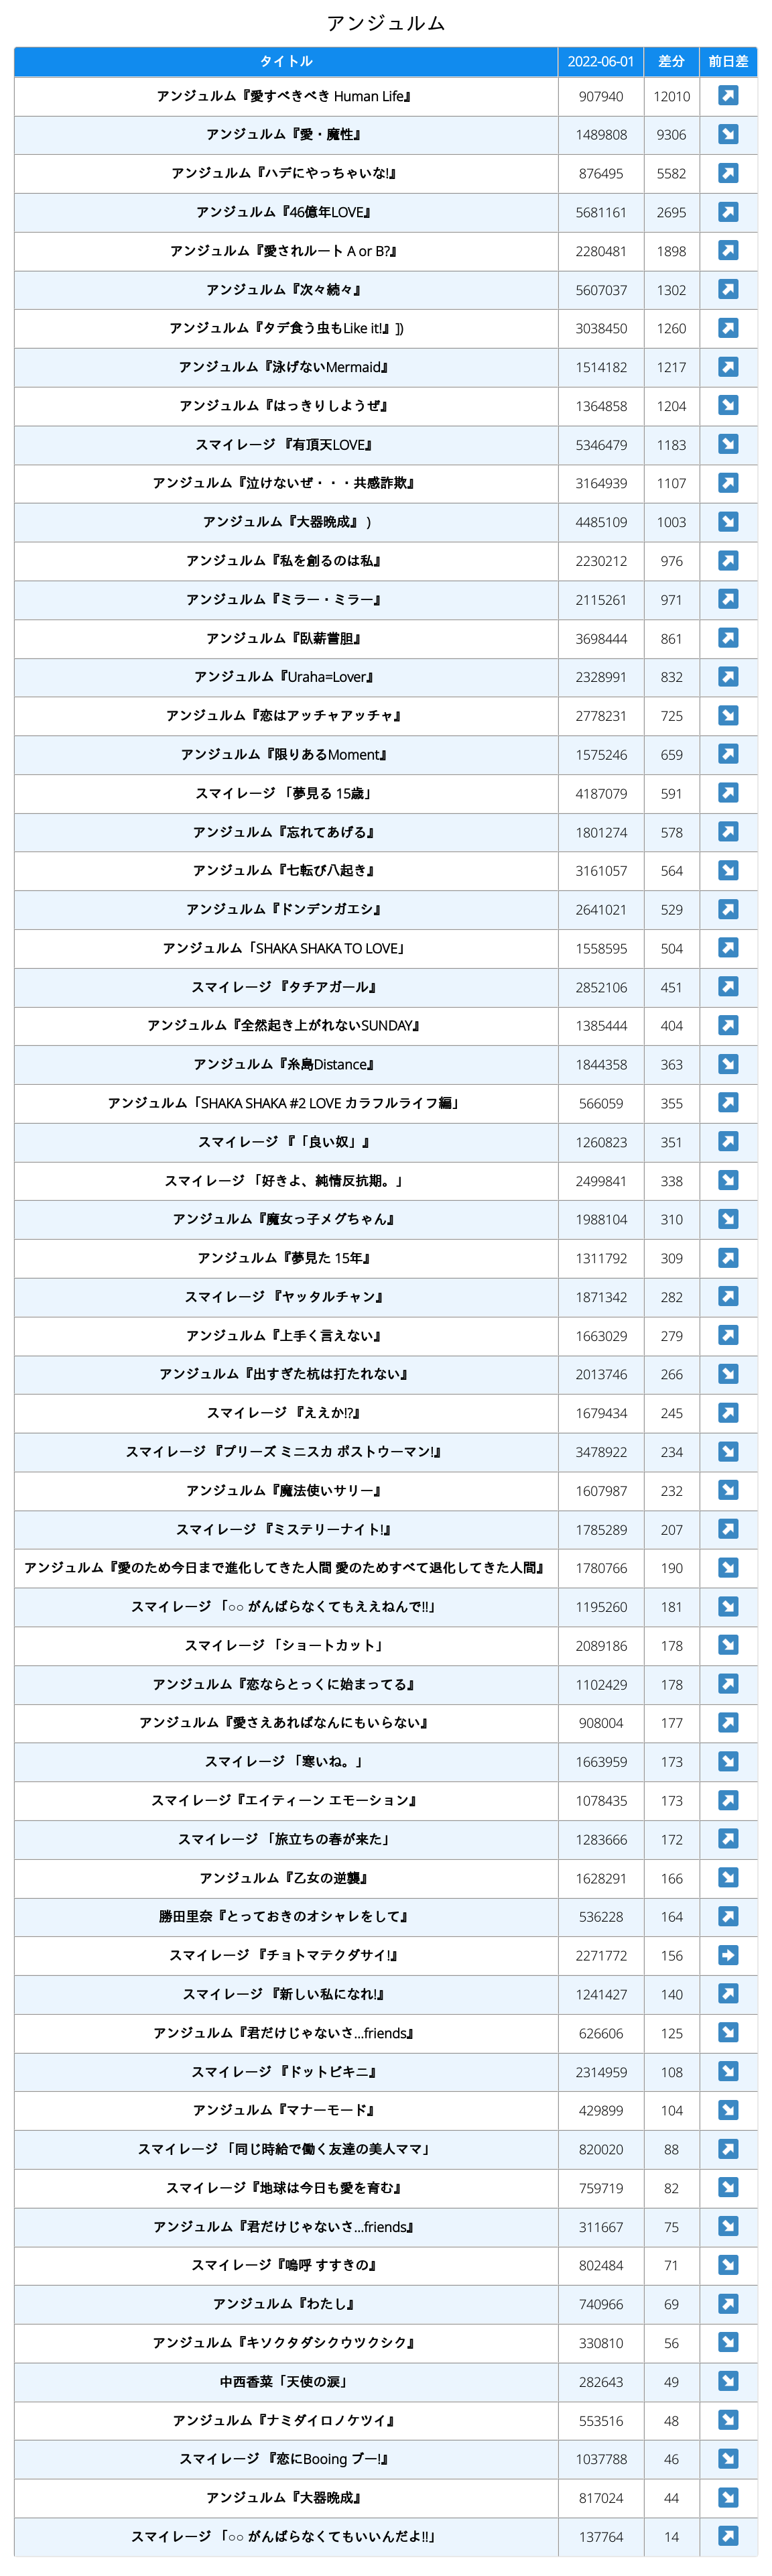 アンジュルム
タイトル 2022-06-01 差分 前日差
アンジュルム『愛すべきべき Human Life』 907940 12010 ↗
アンジュルム『愛・魔性』 1489808 9306 ↘
アンジュルム『ハデにやっちゃいな!』 876495 5582 ↗
アンジュルム『46億年LOVE』 5681161 2695 ↗
アンジュルム『愛されルート A or B?』 2280481 1898 ↗
アンジュルム『次々続々』 5607037 1302 ↗
アンジュルム『タデ食う虫もLike it!』]) 3038450 1260 ↗
アンジュルム『泳げないMermaid』 1514182 1217 ↗
アンジュルム『はっきりしようぜ』 1364858 1204 ↘
スマイレージ 『有頂天LOVE』 5346479 1183 ↘
アンジュルム『泣けないぜ・・・共感詐欺』 3164939 1107 ↗
アンジュルム『大器晩成』 ) 4485109 1003 ↘
アンジュルム『私を創るのは私』 2230212 976 ↗
アンジュルム『ミラー・ミラー』 2115261 971 ↗
アンジュルム『臥薪嘗胆』 3698444 861 ↗
アンジュルム『Uraha=Lover』 2328991 832 ↗
アンジュルム『恋はアッチャアッチャ』 2778231 725 ↘
アンジュルム『限りあるMoment』 1575246 659 ↗
スマイレージ 「夢見る 15歳」 4187079 591 ↗
アンジュルム『忘れてあげる』 1801274 578 ↗
アンジュルム『七転び八起き』 3161057 564 ↘
アンジュルム『ドンデンガエシ』 2641021 529 ↗
アンジュルム「SHAKA SHAKA TO LOVE」 1558595 504 ↗
スマイレージ 『タチアガール』 2852106 451 ↗
アンジュルム『全然起き上がれないSUNDAY』 1385444 404 ↗
アンジュルム『糸島Distance』 1844358 363 ↘
アンジュルム「SHAKA SHAKA #2 LOVE カラフルライフ編」 566059 355 ↗
スマイレージ 『「良い奴」』 1260823 351 ↗
スマイレージ 「好きよ、純情反抗期。」 2499841 338 ↘
アンジュルム『魔女っ子メグちゃん』 1988104 310 ↘
アンジュルム『夢見た 15年』 1311792 309 ↗
スマイレージ 『ヤッタルチャン』 1871342 282 ↗
アンジュルム『上手く言えない』 1663029 279 ↗
アンジュルム『出すぎた杭は打たれない』 2013746 266 ↘
スマイレージ 『ええか!?』 1679434 245 ↗
スマイレージ 『プリーズ ミニスカ ポストウーマン!』 3478922 234 ↘
アンジュルム『魔法使いサリー』 1607987 232 ↘
スマイレージ 『ミステリーナイト!』 1785289 207 ↗
アンジュルム『愛のため今日まで進化してきた人間 愛のためすべて退化してきた人間』 1780766 190 ↘
スマイレージ 「○○ がんばらなくてもええねんで!!」 1195260 181 ↘
スマイレージ 「ショートカット」 2089186 178 ↘
アンジュルム『恋ならとっくに始まってる』 1102429 178 ↗
アンジュルム『愛さえあればなんにもいらない』 908004 177 ↗
スマイレージ 「寒いね。」 1663959 173 ↘
スマイレージ『エイティーン エモーション』 1078435 173 ↗
スマイレージ 「旅立ちの春が来た」 1283666 172 ↗
アンジュルム『乙女の逆襲』 1628291 166 ↘
勝田里奈『とっておきのオシャレをして』 536228 164 ↗
スマイレージ 『チョトマテクダサイ!』 2271772 156 →
スマイレージ 『新しい私になれ!』 1241427 140 ↗
アンジュルム『君だけじゃないさ...friends』 626606 125 ↘
スマイレージ 『ドットビキニ』 2314959 108 ↘
アンジュルム『マナーモード』 429899 104 ↘
スマイレージ 「同じ時給で働く友達の美人ママ」 820020 88 ↗
スマイレージ『地球は今日も愛を育む』 759719 82 ↘
アンジュルム『君だけじゃないさ...friends』 311667 75 ↘
スマイレージ『嗚呼 すすきの』 802484 71 ↘
アンジュルム『わたし』 740966 69 ↗
アンジュルム『キソクタダシクウツクシク』 330810 56 ↘
中西香菜「天使の涙」 282643 49 ↘
アンジュルム『ナミダイロノケツイ』 553516 48 ↘
スマイレージ 『恋にBooing ブー!』 1037788 46 ↘
アンジュルム『大器晩成』 817024 44 ↘
スマイレージ 「○○ がんばらなくてもいいんだよ!!」 137764 14 ↗